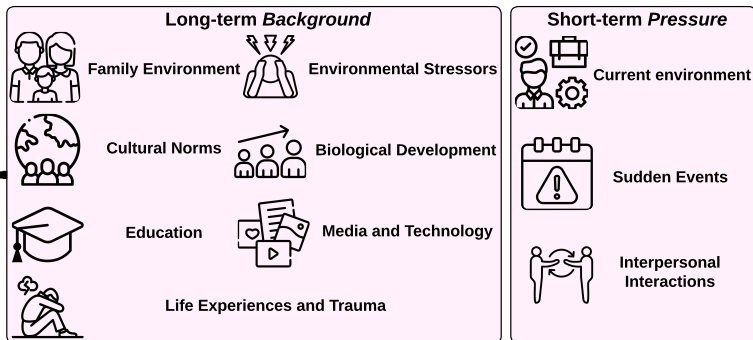 Long-term Background
Family Environment
Environmental Stressors
Cultural Norms
Biological Development
Education
Media and Technology
Life Experiences and Trauma
Short-term Pressure
Current environment
Sudden Events
Interpersonal
Interactions